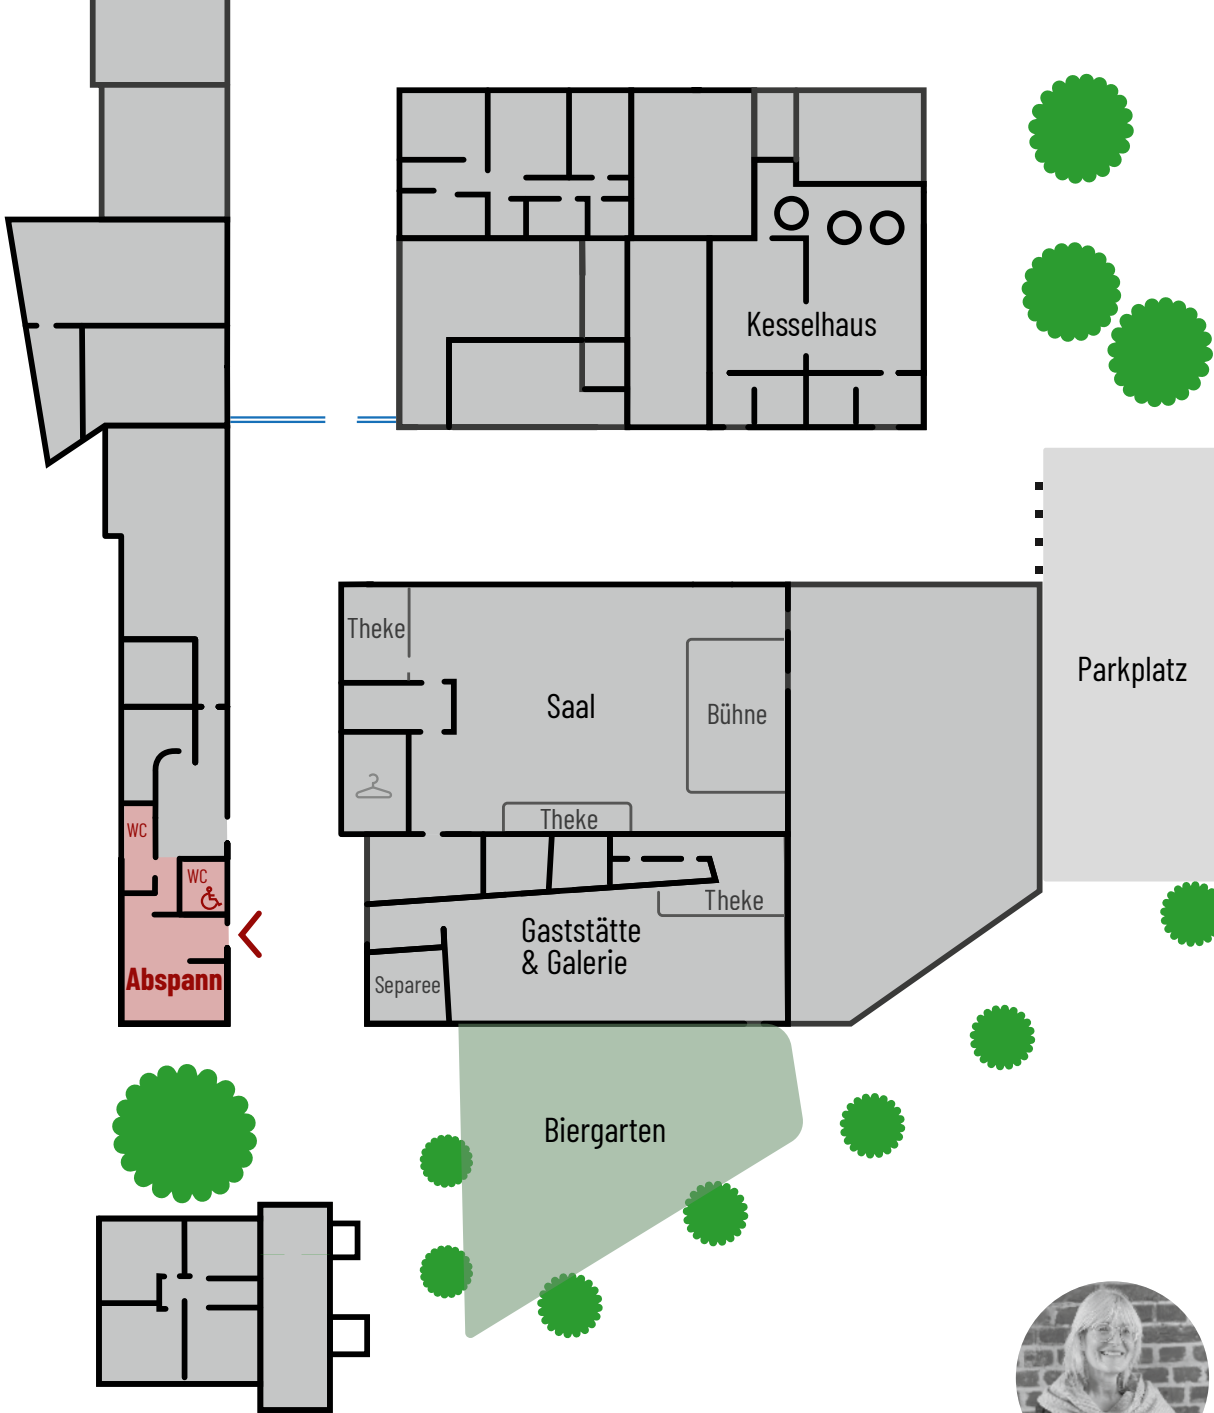 Kesselhaus
Theke
Parkplatz
Saal
Bühne
Theke
WC
WC
Theke
Gaststätte
& Galerie
Abspann
Separee
Biergarten